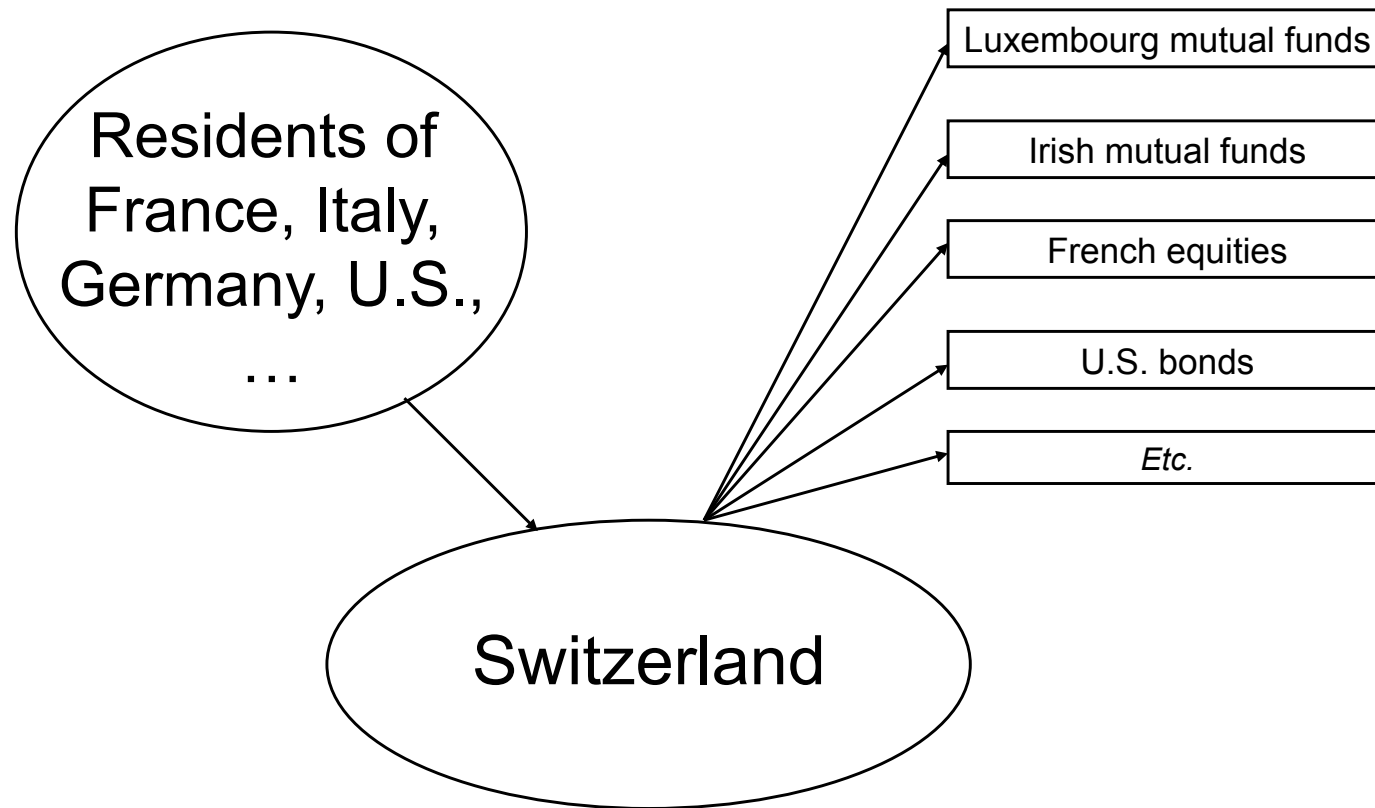 Residents of
France, Italy,
Germany, U.S.,
…
Switzerland
Luxembourg mutual funds
Irish mutual funds
French equities
U.S. bonds
Etc.